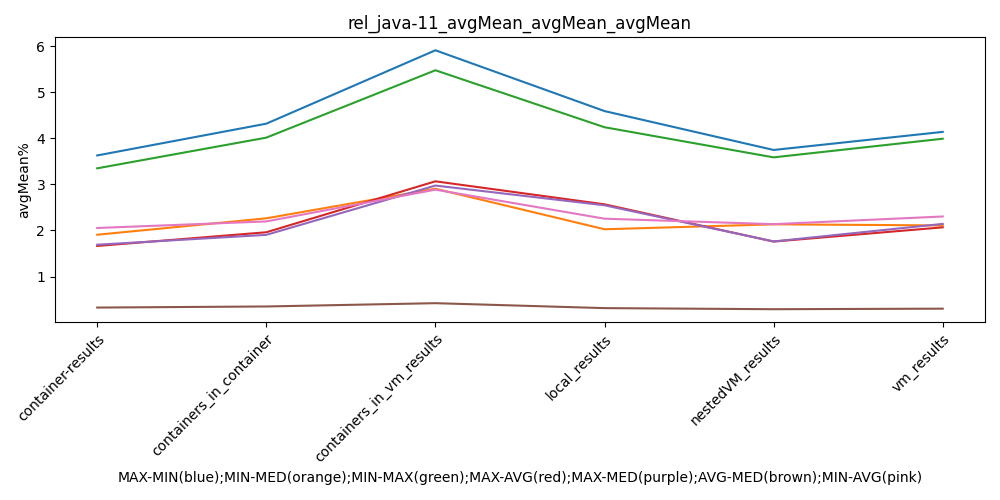 rel_java-11_avgMean_avgMean_avgMean
avgMean%
6
5
4
3
2
1
container-results
containers_in_container
containers_in_vm_results
local_results
nestedVM_results
vm_results
MAX-MIN(blue);MIN-MED(orange);MIN-MAX(green);MAX-AVG(red);MAX-MED(purple);AVG-MED(brown);MIN-AVG(pink)